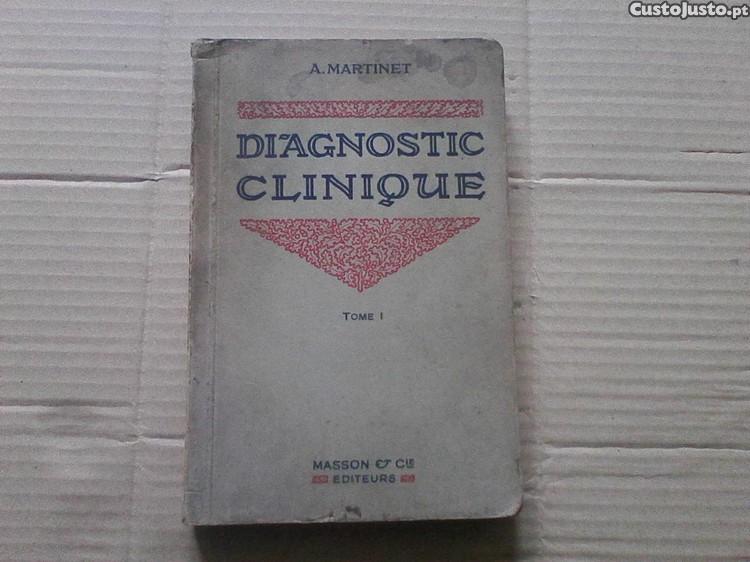 CustoJusto.pt
A. MARTINET
DIAGNOSTIC
CLINIQUE
TOME I
MASSON & CIE
EDITEURS